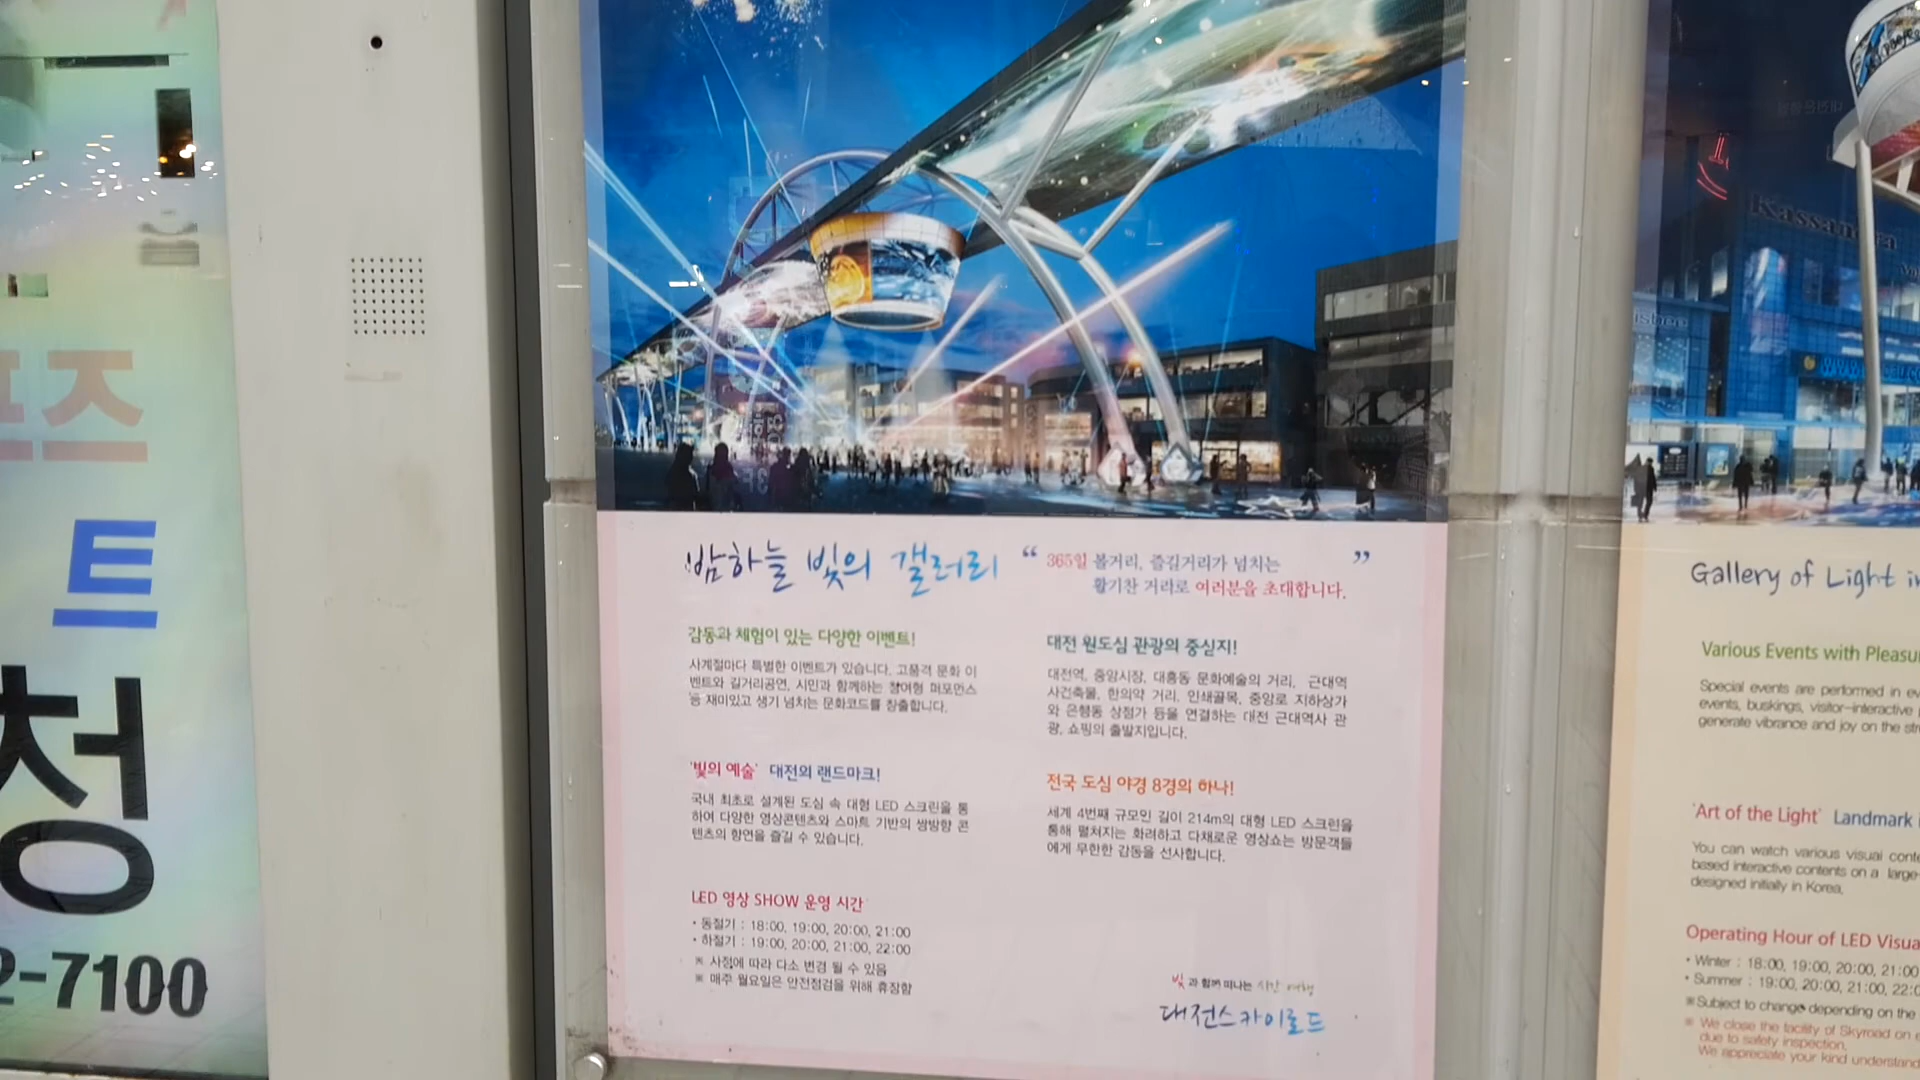 프즈
트
청
2-7100
밤하늘 빛의 갤러리
“ 365일 볼거리, 즐길거리가 넘치는
활기찬 거리로 여러분을 초대합니다. ”
감동과 체험이 있는 다양한 이벤트!
사계절마다 특별한 이벤트가 있습니다. 고품격 문화 이
벤트와 길거리공연, 시민과 함께하는 참여형 퍼포먼스
등 재미있고 생기 넘치는 문화코드를 창출합니다.
'빛의 예술' 대전의 랜드마크!
국내 최초로 설계된 도심 속 대형 LED 스크린을 통
하여 다양한 영상콘텐츠와 스마트 기반의 쌍방향 콘
텐츠의 향연을 즐길 수 있습니다.
LED 영상 SHOW 운영 시간
• 동절기 : 18:00, 19:00, 20:00, 21:00
• 하절기 : 19:00, 20:00, 21:00, 22:00
※ 사정에 따라 다소 변경 될 수 있음
※ 매주 월요일은 안전점검을 위해 휴장함
대전 원도심 관광의 중심지!
대전역, 중앙시장, 대흥동 문화예술의 거리, 근대역
사건축물, 한의약 거리, 인쇄골목, 중앙로 지하상가
와 은행동 상점가 등을 연결하는 대전 근대역사 관
광, 쇼핑의 출발지입니다.
전국 도심 야경 8경의 하나!
세계 4번째 규모인 길이 214m의 대형 LED 스크린을
통해 펼쳐지는 화려하고 다채로운 영상쇼는 방문객들
에게 무한한 감동을 선사합니다.
빛과 함께 떠나는 시간 여행
대전스카이로드
Kassandra
Gallery of Light i
Various Events with Pleasu
Special events are performed in ev
events, buskings, visitor-interactive
generate vibrance and joy on the str
'Art of the Light' Landmark
You can watch various visual conte
based interactive contents on a large-
designed initially in Korea.
Operating Hour of LED Visua
• Winter : 18:00, 19:00, 20:00, 21:00
• Summer : 19:00, 20:00, 21:00, 22:0
※Subject to change depending on the
※ We close the facility of Skyroad on e
due to safety inspection.
We appreciate your kind understand